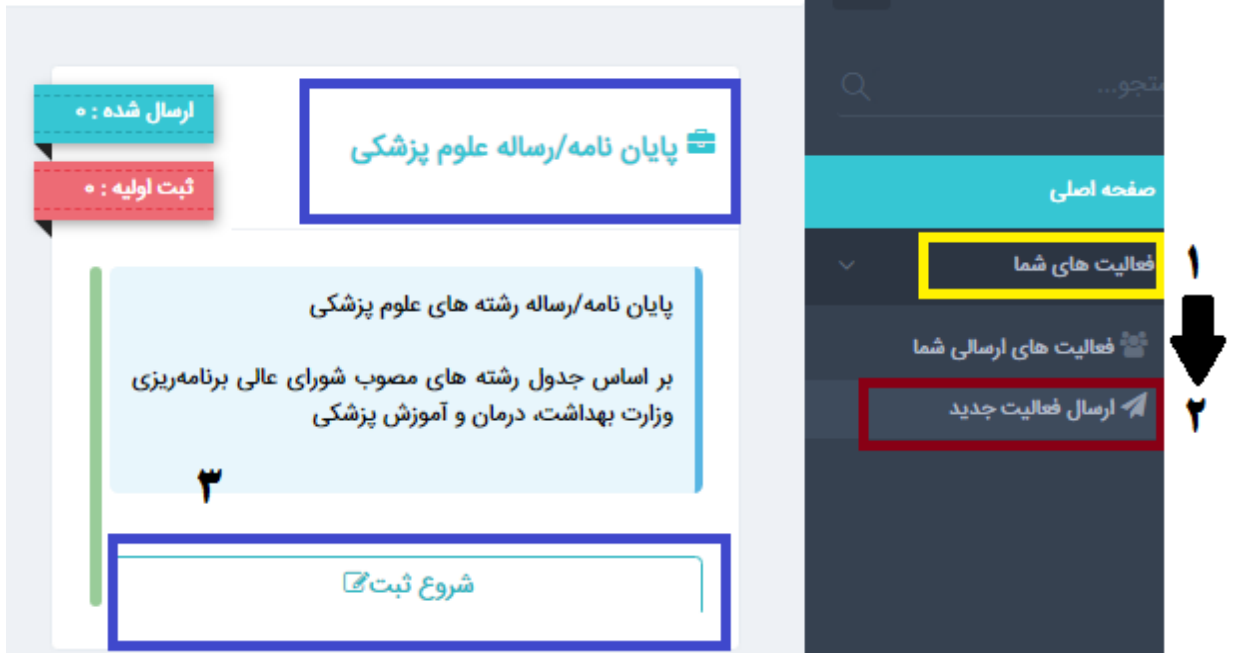 ستجو...
صفحه اصلی
فعالیت های شما
۱
فعالیت های ارسالی شما
ارسال فعالیت جدید
۲
ارسال شده : ۰
ثبت اولیه : ۰
پایان نامه/رساله علوم پزشکی
پایان نامه/رساله رشته های علوم پزشکی
بر اساس جدول رشته های مصوب شورای عالی برنامه‌ریزی
وزارت بهداشت، درمان و آموزش پزشکی
۳
شروع ثبت